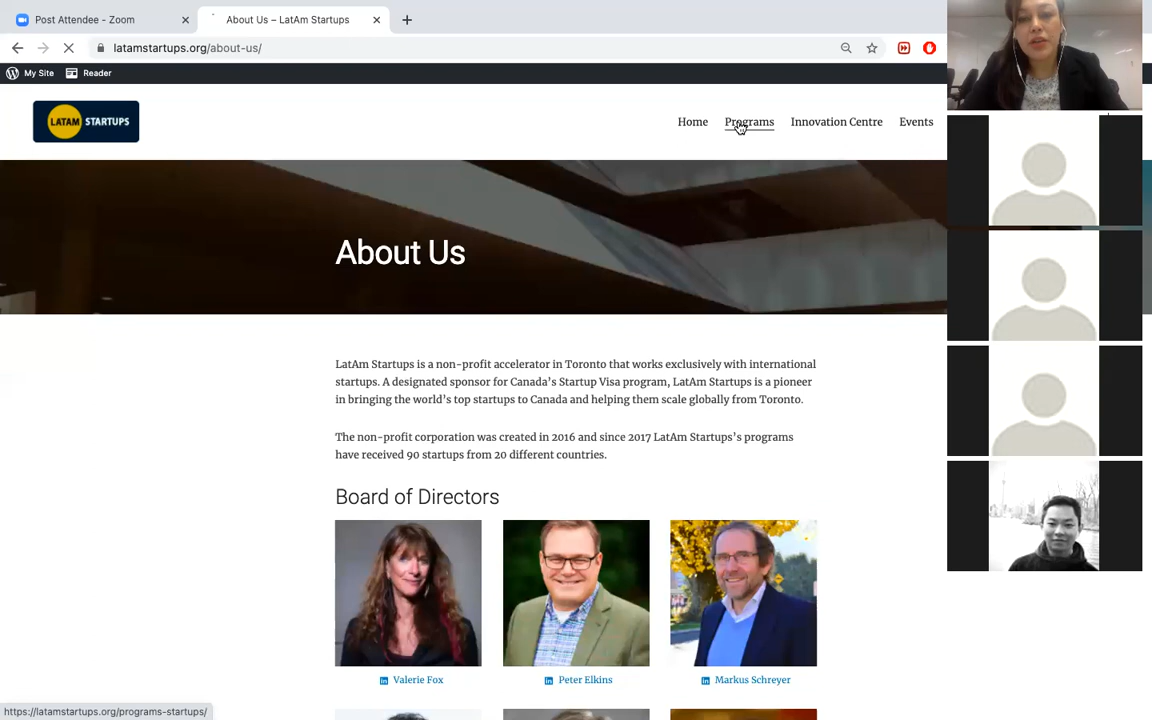 Post Attendee - Zoom
About Us – LatAm Startups
latamstartups.org/about-us/
My Site
Reader
LATAM STARTUPS
Home
Programs
Innovation Centre
Events
About Us
LatAm Startups is a non-profit accelerator in Toronto that works exclusively with international
startups. A designated sponsor for Canada's Startup Visa program, LatAm Startups is a pioneer
in bringing the world's top startups to Canada and helping them scale globally from Toronto.
The non-profit corporation was created in 2016 and since 2017 LatAm Startups's programs
have received 90 startups from 20 different countries.
Board of Directors
in Valerie Fox
in Peter Elkins
in Markus Schreyer
https://latamstartups.org/programs-startups/